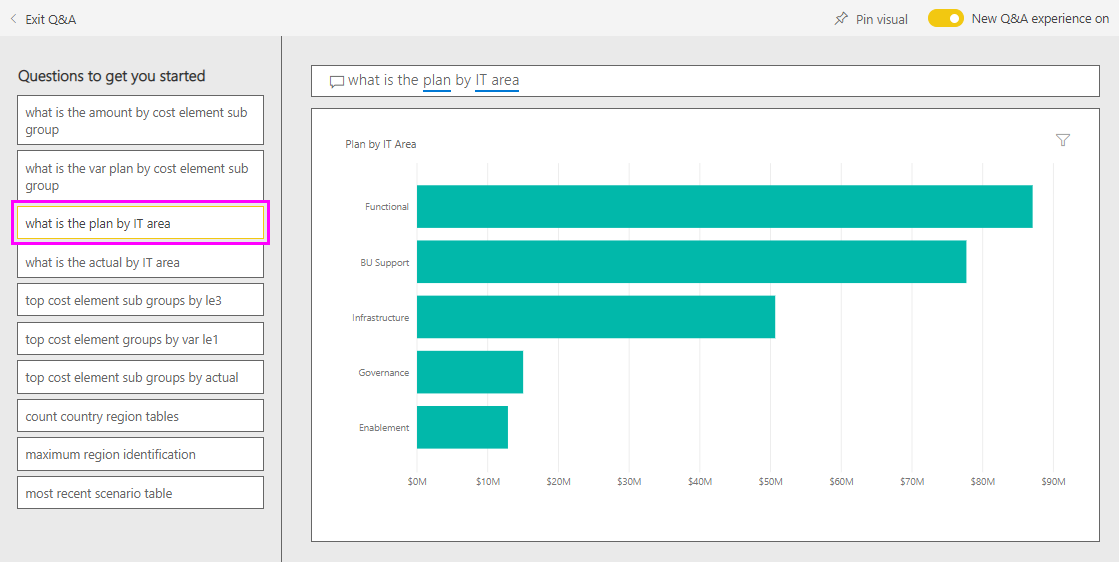 Exit Q&A
Pin visual
New Q&A experience on
Questions to get you started
what is the amount by cost element sub
group
what is the var plan by cost element sub
group
what is the plan by IT area
what is the actual by IT area
top cost element sub groups by le3
top cost element groups by var le1
top cost element sub groups by actual
count country region tables
maximum region identification
most recent scenario table
what is the plan by IT area
Plan by IT Area
Functional
BU Support
Infrastructure
Governance
Enablement
$0M $10M $20M $30M $40M $50M $60M $70M $80M $90M